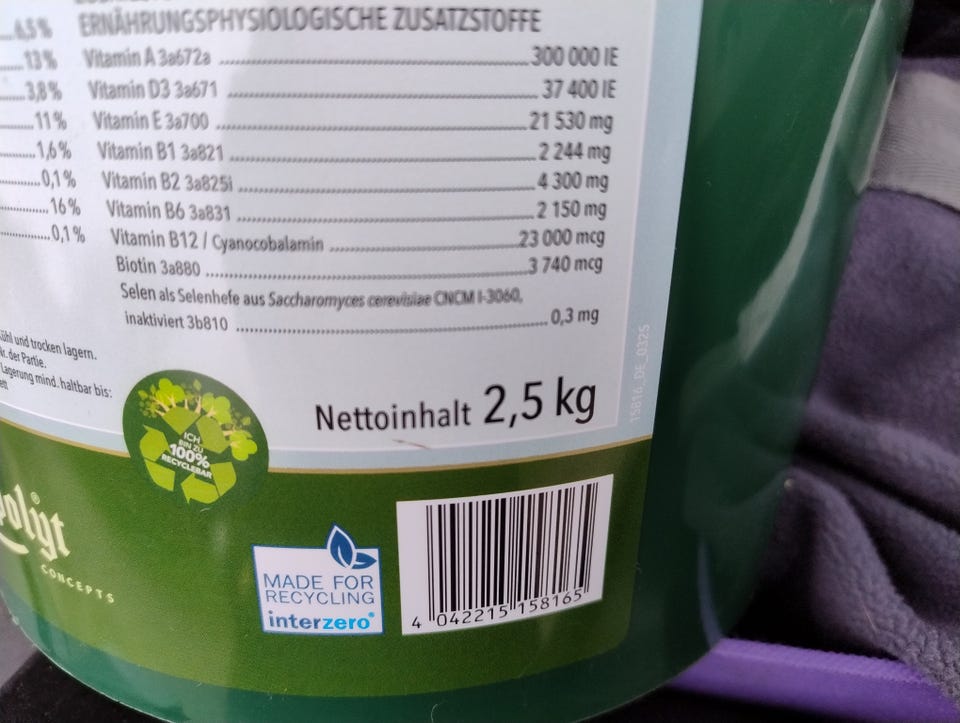 6,5%
13%
3,8%
11%
1,6%
0,1%
16%
0,1%
ERNÄHRUNGSPHYSIOLOGISCHE ZUSATZSTOFFE
Vitamin A 3a672a 300 000 IE
Vitamin D3 3a671 37 400 IE
Vitamin E 3a700 21 530 mg
Vitamin B1 3a821 2 244 mg
Vitamin B2 3a825i 4 300 mg
Vitamin B6 3a831 2 150 mg
Vitamin B12 / Cyanocobalamin 23 000 mcg
Biotin 3a880 3 740 mcg
Selen als Selenhefe aus Saccharomyces cerevisiae CNCM I-3060,
inaktiviert 3b810 0,3 mg
und trocken lagern.
der Partie.
Lagerung mind. haltbar bis:
Nettoinhalt 2,5 kg
15816_DE_0325
ICH
BIN ZU
100%
RECYCLEBAR
CONCEPTS
MADE FOR
RECYCLING
interzero®
4 042215 158165